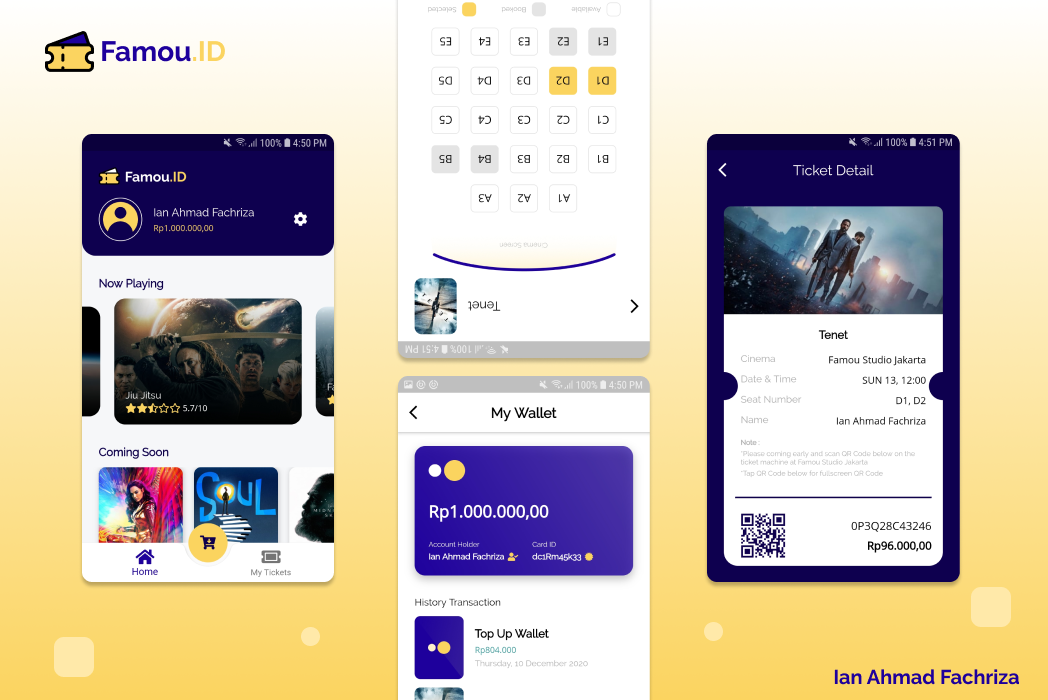 Famou.ID
100% 4:50 PM
Famou.ID
Ian Ahmad Fachriza
Rp1.000.000,00
Now Playing
Jiu Jitsu
5.7/10
Coming Soon
SOUL
Home
My Tickets
4:51 PM 100%
Tenet
Cinema Screen
A1 A2 A3
B1 B2 B3 B4 B5
C1 C2 C3 C4 C5
D1 D2 D3 D4 D5
E1 E2 E3 E4 E5
Available Booked Selected
100% 4:50 PM
My Wallet
Rp1.000.000,00
Account Holder Card ID
Ian Ahmad Fachriza dc1Rm45k33
History Transaction
Top Up Wallet
Rp804.000
Thursday, 10 December 2020
100% 4:51 PM
Ticket Detail
Tenet
Cinema Famou Studio Jakarta
Date & Time SUN 13, 12:00
Seat Number D1, D2
Name Ian Ahmad Fachriza
Note :
*Please coming early and scan QR Code below on the
ticket machine at Famou Studio Jakarta
*Tap QR Code below for fullscreen QR Code
0P3Q28C43246
Rp96.000,00
Ian Ahmad Fachriza